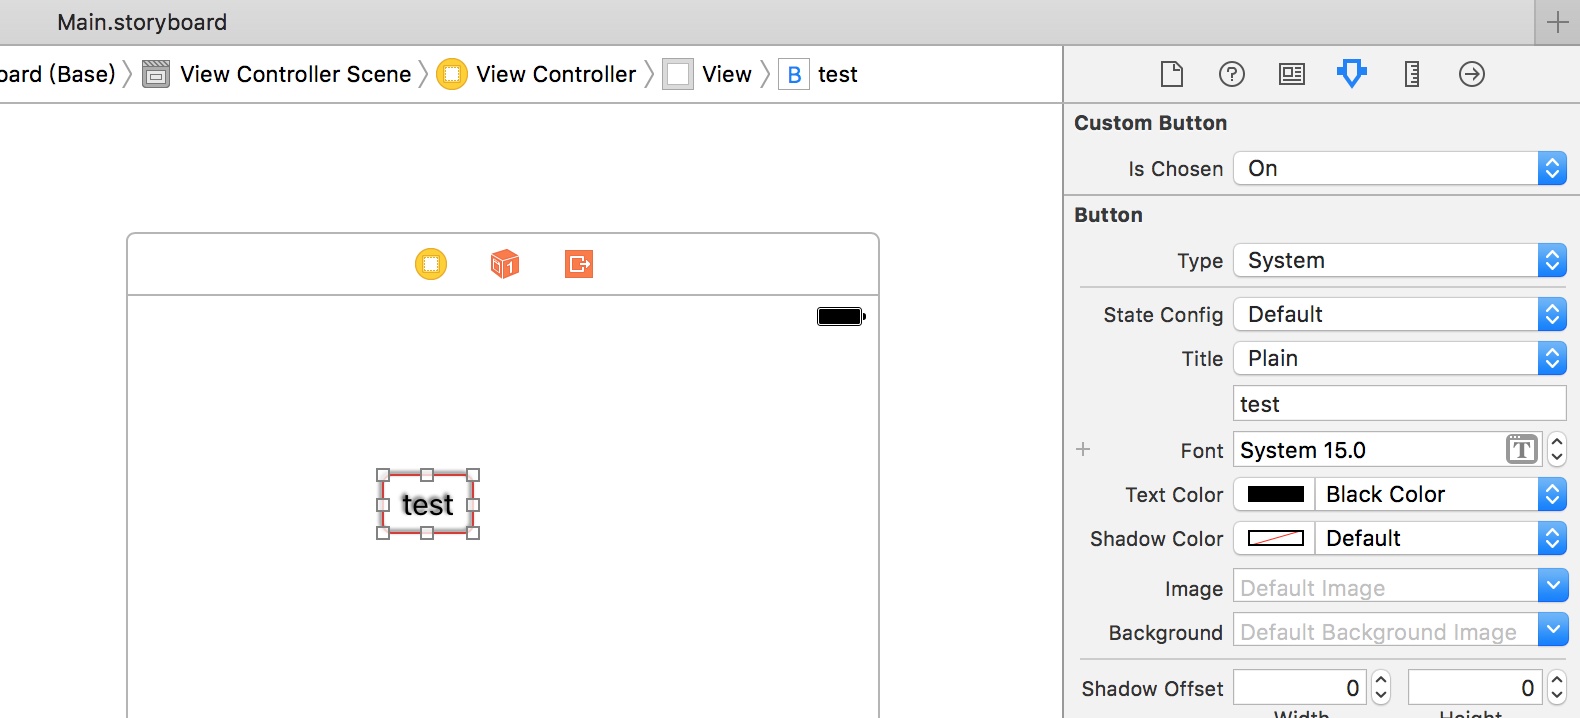 Main.storyboard
oard (Base) View Controller Scene View Controller View B test
Custom Button
Is Chosen On
Button
Type System
State Config Default
Title Plain
test
Font System 15.0 T
Text Color Black Color
Shadow Color Default
Image Default Image
Background Default Background Image
Shadow Offset 0 0
Width Height
1
test